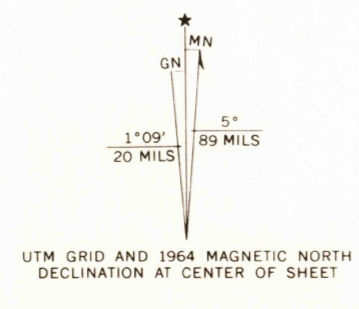 ★
MN
GN
5°
1°09′
89 MILS
20 MILS
UTM GRID AND 1964 MAGNETIC NORTH
DECLINATION AT CENTER OF SHEET